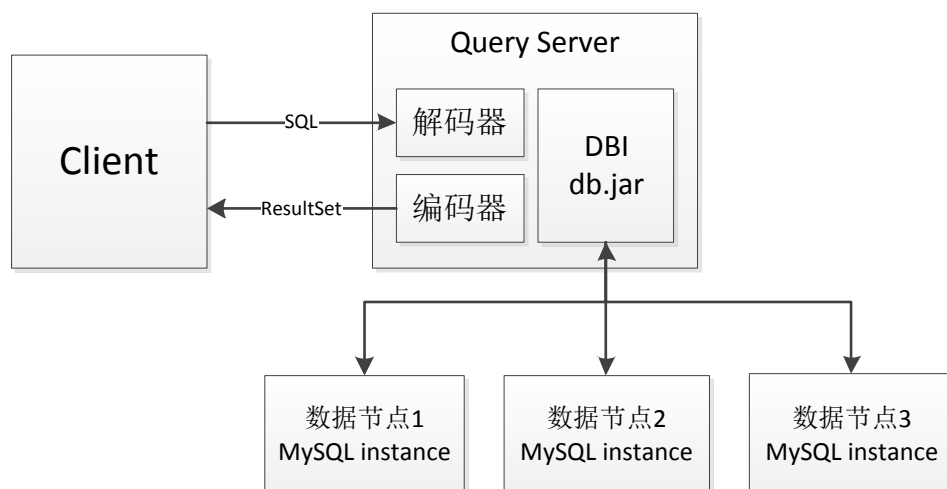 Query Server
Client
SQL
解码器
DBI
db.jar
ResultSet
编码器
数据节点1
MySQL instance
数据节点2
MySQL instance
数据节点3
MySQL instance